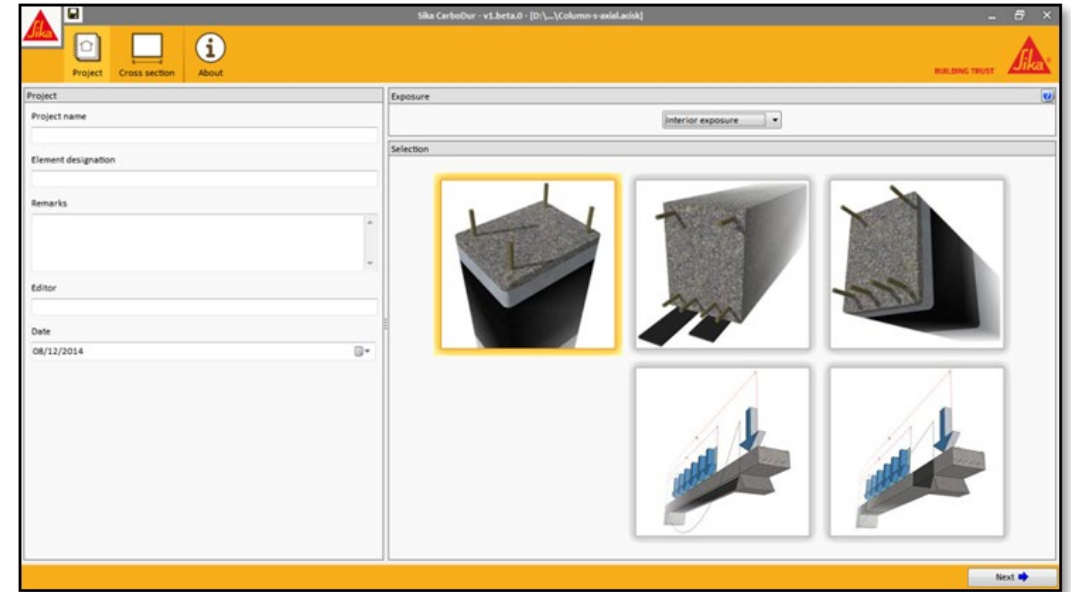 Sika CarboDur - v1.beta.0 - [D:\...\Column-s-axial.acisk]
Sika
Project
Cross section
About
BUILDING TRUST
Sika
Project
Project name
Element designation
Remarks
Editor
Date
08/12/2014
Exposure
Interior exposure
Selection
Next